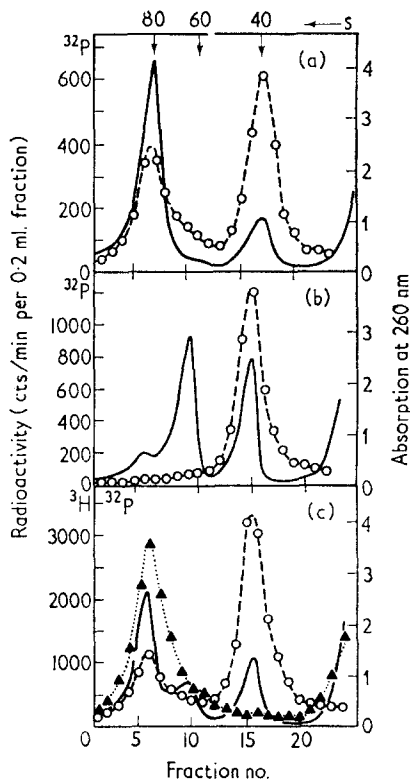 80 60 40 ← S
³²P
(a)
600
400
200
0
4
3
2
1
0
³²P
(b)
1000
800
600
400
200
0
3
2
1
0
³H ³²P
(c)
3000
2000
1000
4
3
2
1
0
0 5 10 15 20 25
Fraction no.
Radioactivity (cts/min per 0·2 ml. fraction)
Absorption at 260 nm